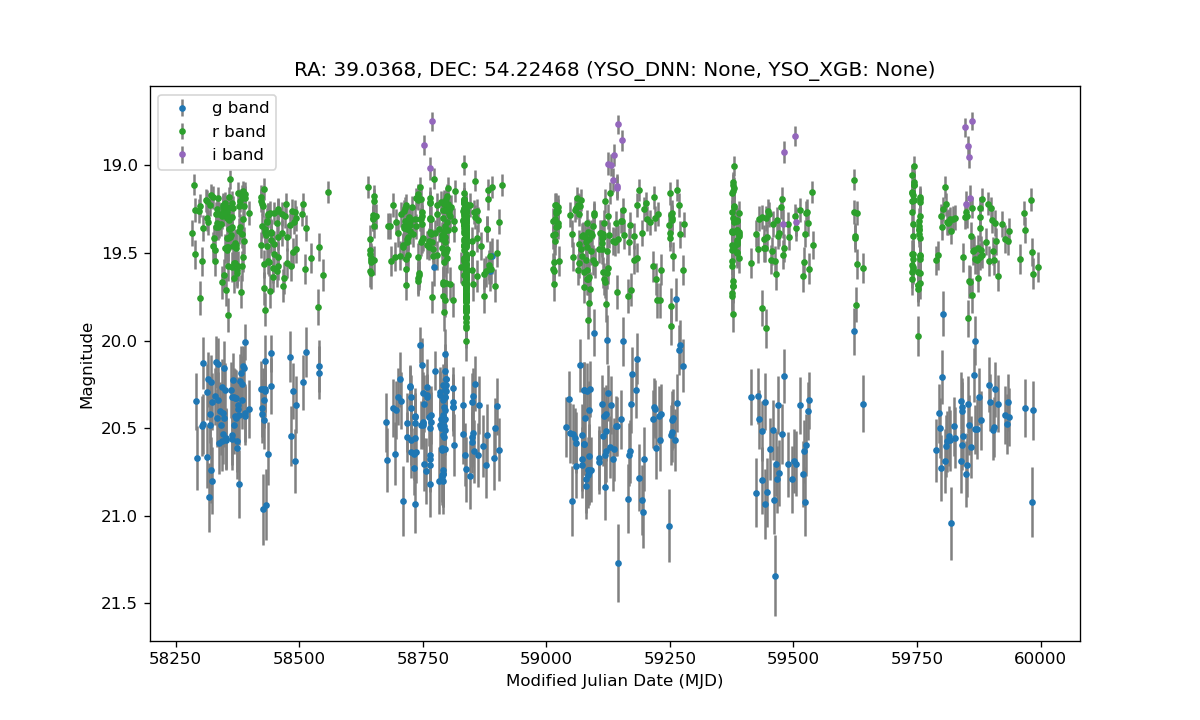 RA: 39.0368, DEC: 54.22468 (YSO_DNN: None, YSO_XGB: None)
g band
r band
i band
19.0
19.5
20.0
20.5
21.0
21.5
Magnitude
58250 58500 58750 59000 59250 59500 59750 60000
Modified Julian Date (MJD)